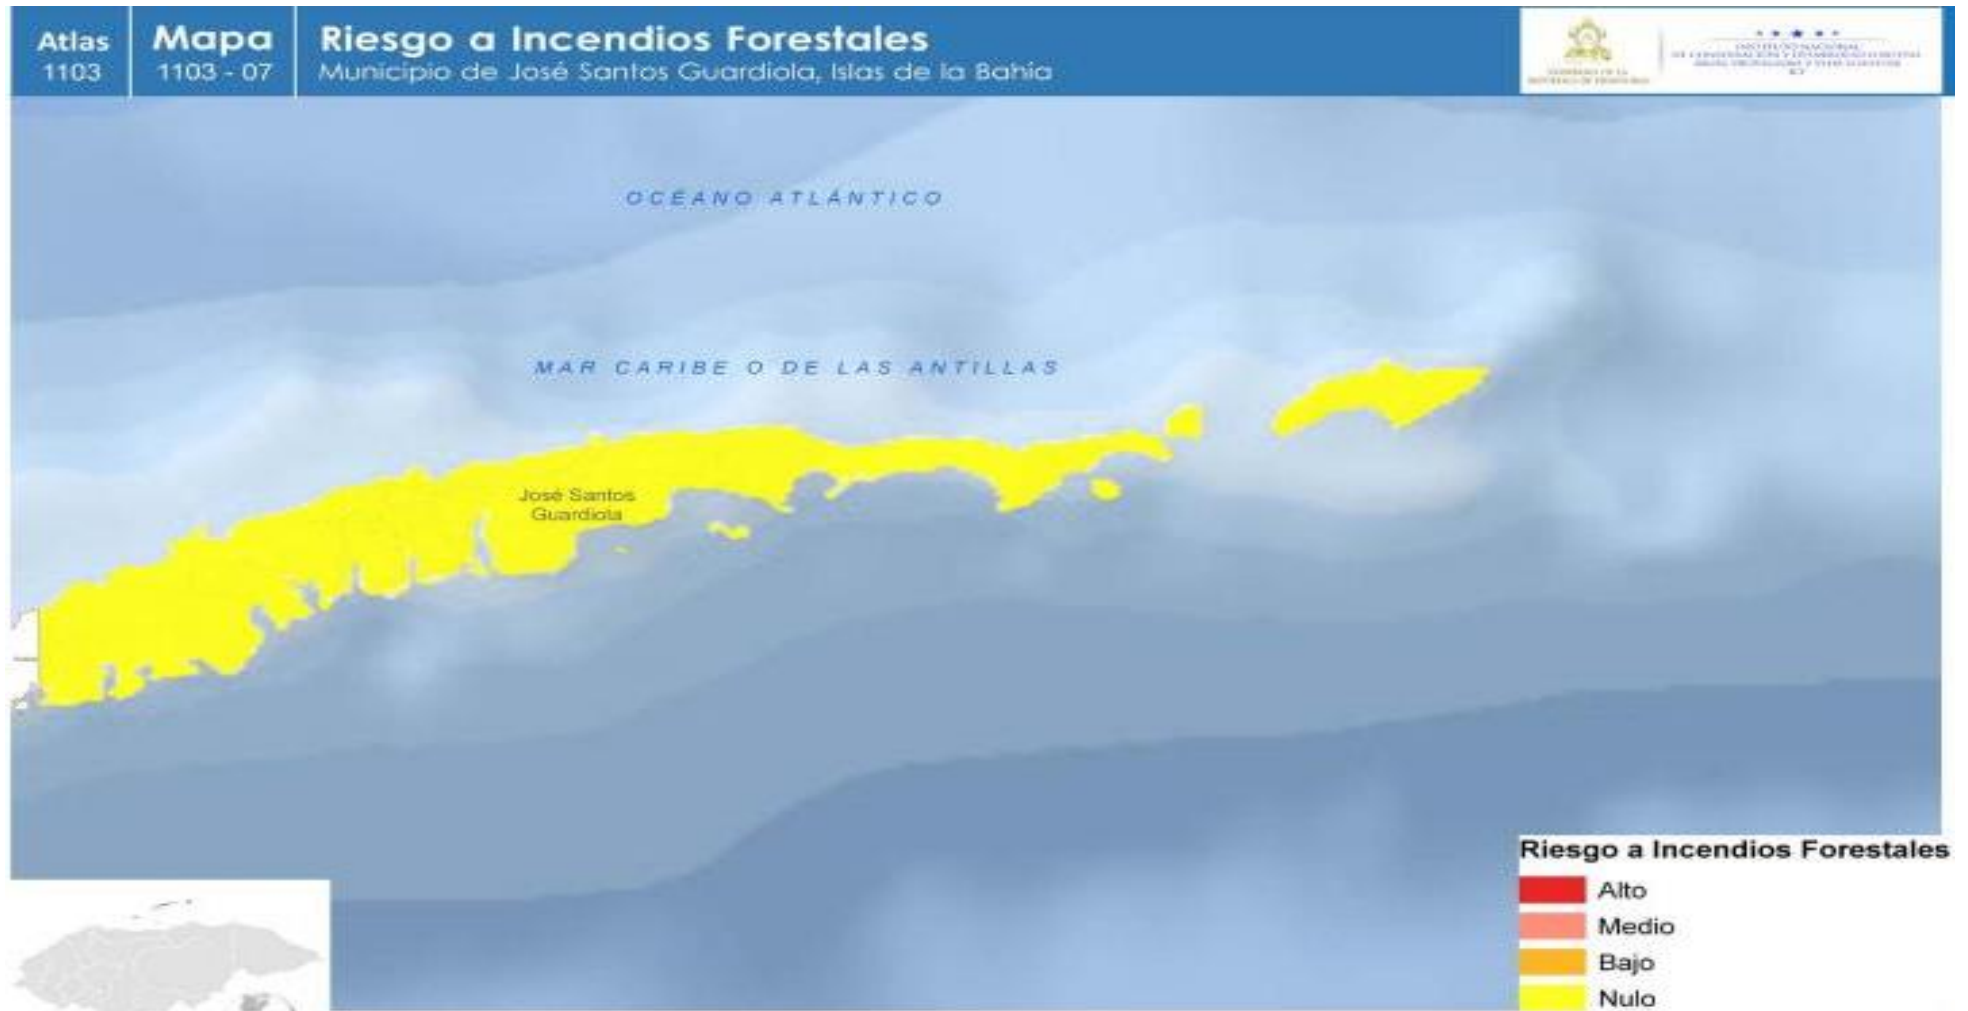 Atlas
1103
Mapa
1103 - 07
Riesgo a Incendios Forestales
Municipio de José Santos Guardiola, Islas de la Bahía
OCÉANO ATLÁNTICO
MAR CARIBE O DE LAS ANTILLAS
José Santos
Guardiola
Riesgo a Incendios Forestales
Alto
Medio
Bajo
Nulo